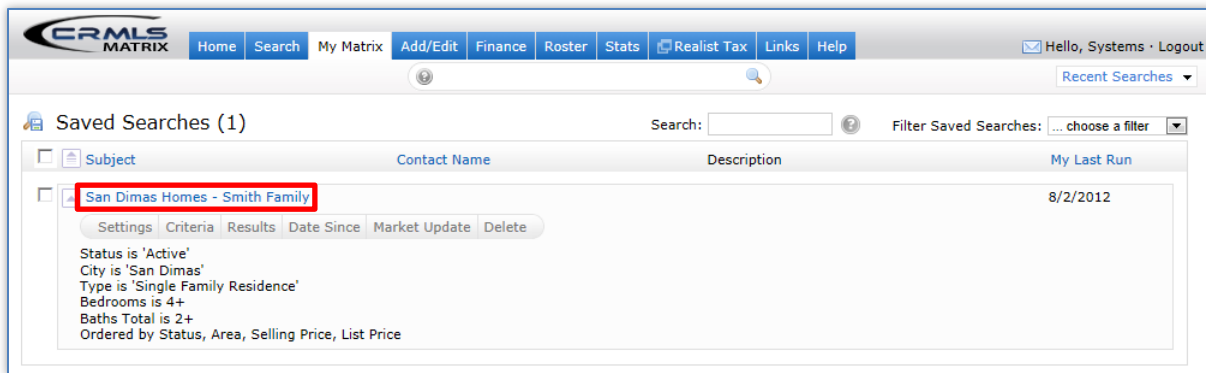 CRMLS
MATRIX
Home Search My Matrix Add/Edit Finance Roster Stats Realist Tax Links Help Hello, Systems · Logout
Recent Searches
Saved Searches (1) Search: Filter Saved Searches: ... choose a filter
Subject Contact Name Description My Last Run
San Dimas Homes - Smith Family 8/2/2012
Settings Criteria Results Date Since Market Update Delete
Status is 'Active'
City is 'San Dimas'
Type is 'Single Family Residence'
Bedrooms is 4+
Baths Total is 2+
Ordered by Status, Area, Selling Price, List Price